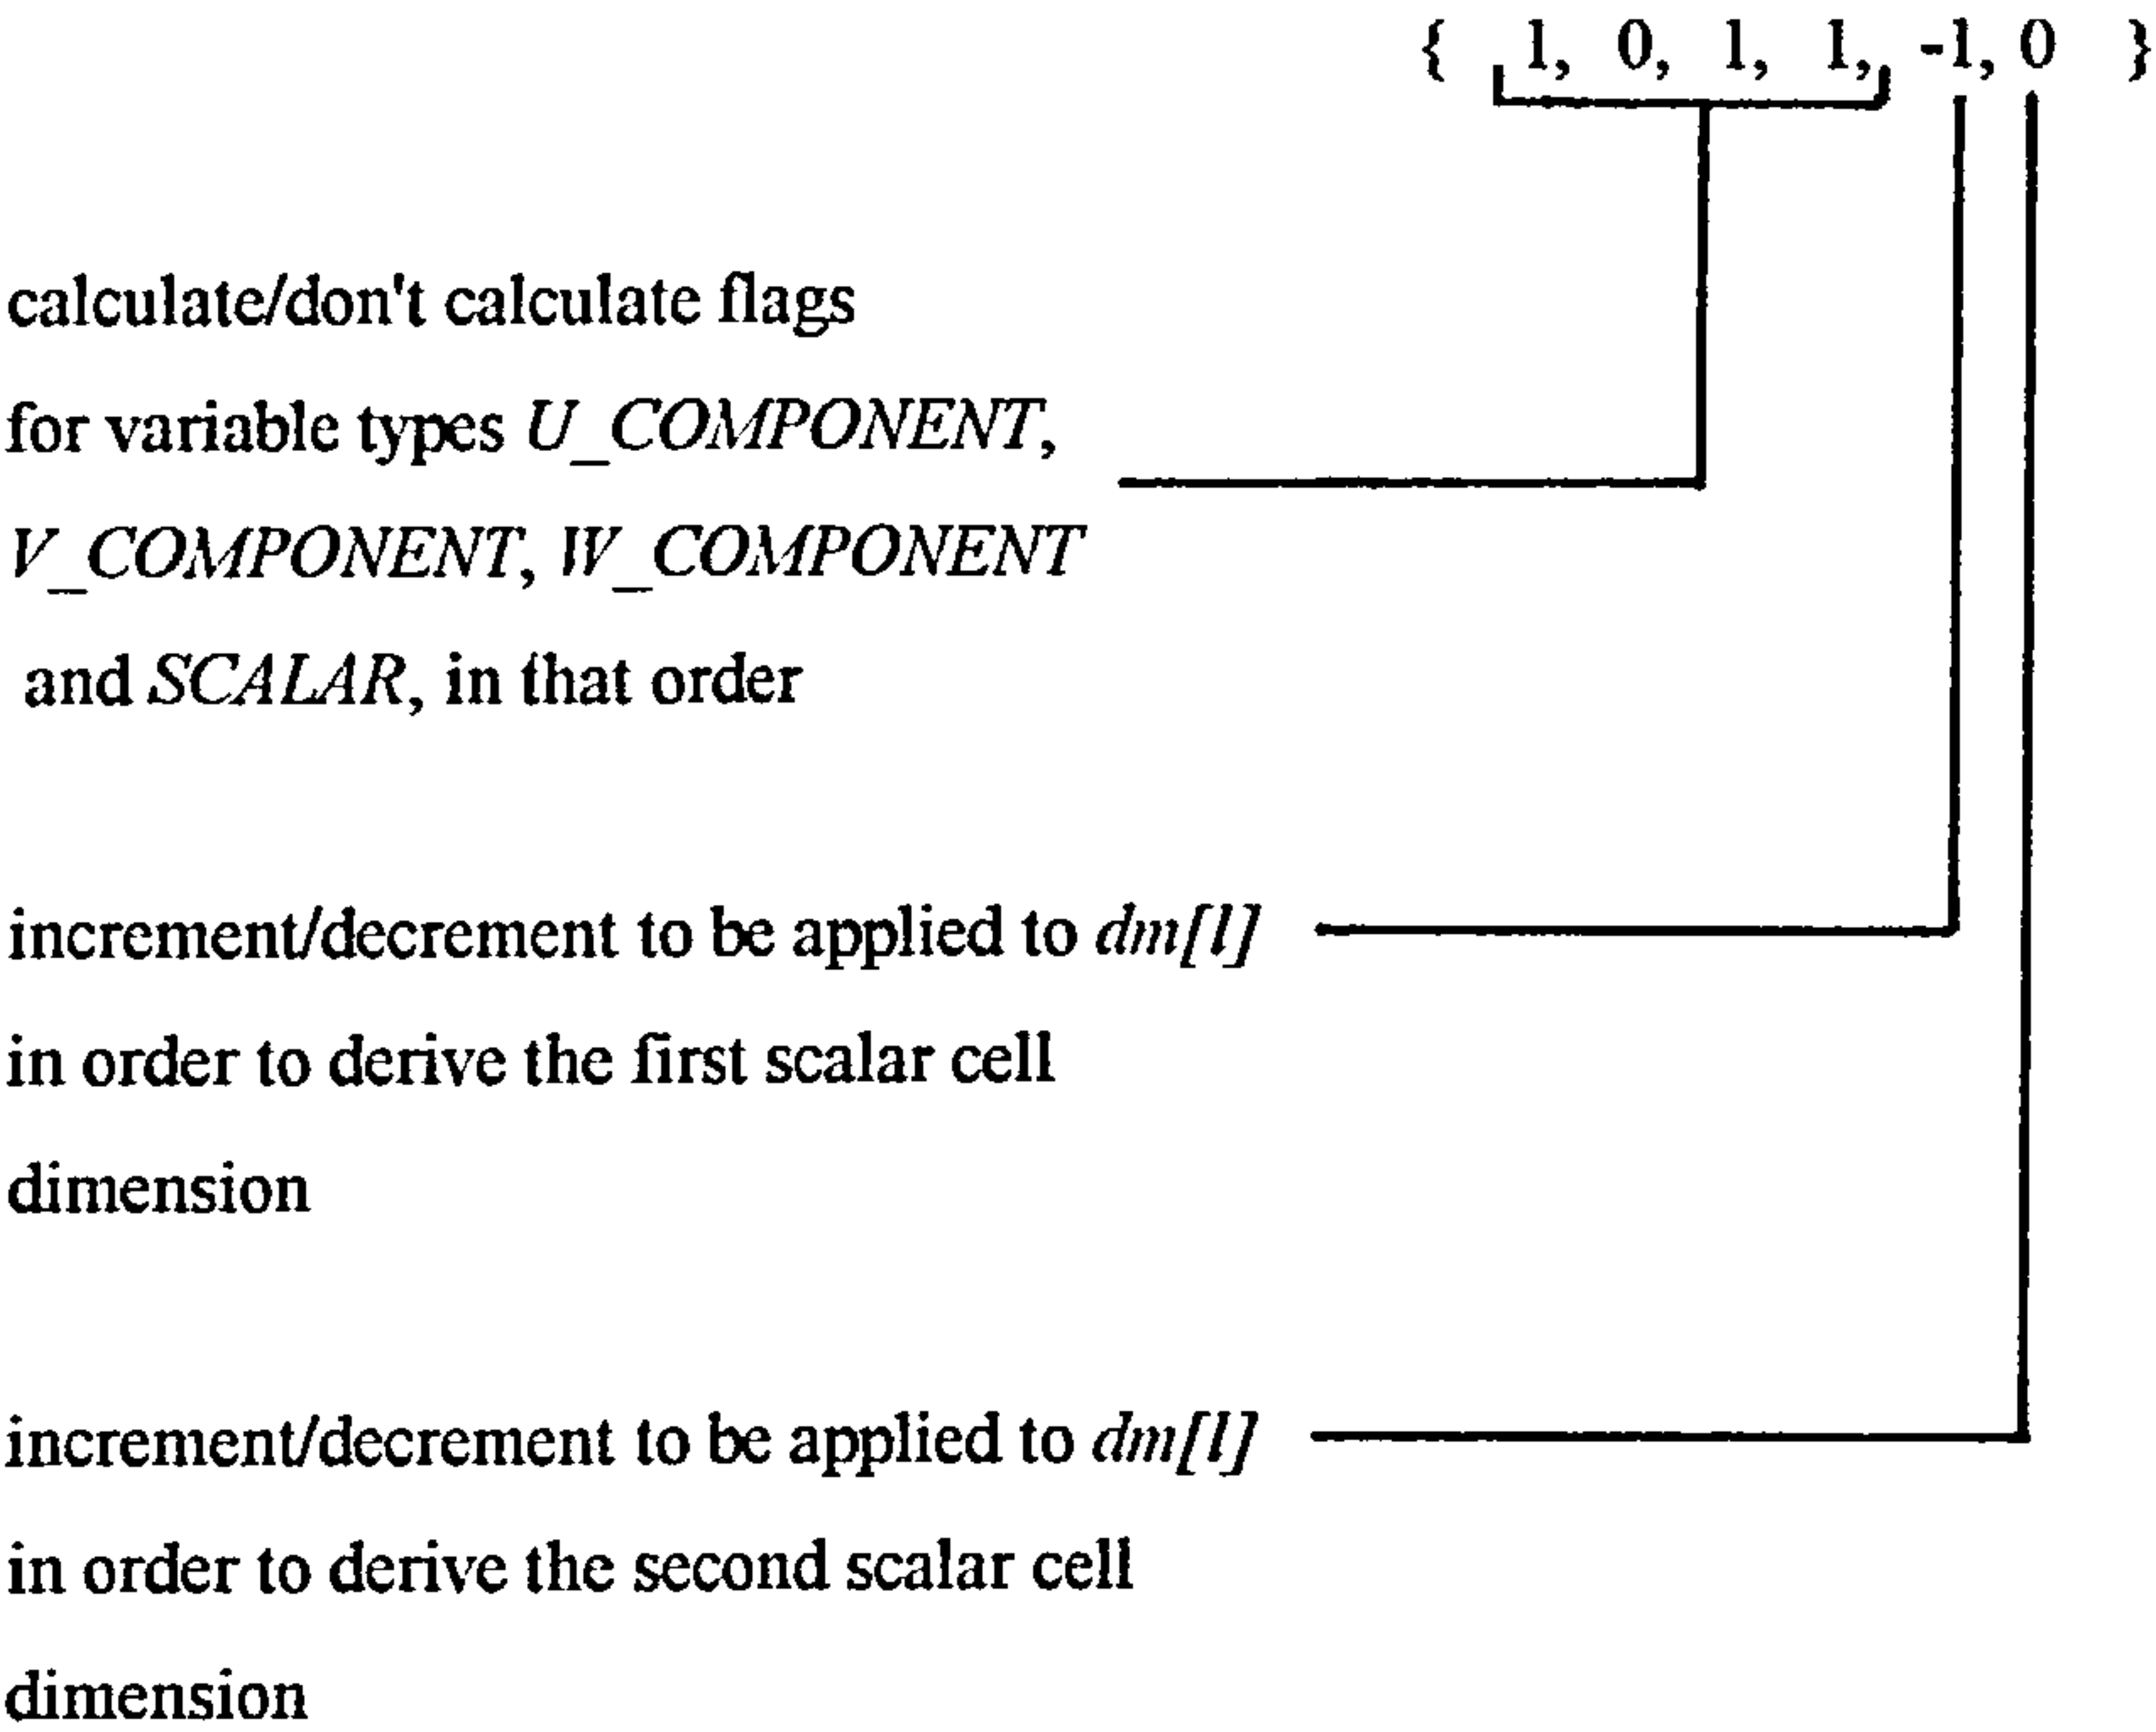 { 1, 0, 1, 1, -1, 0 }
calculate/don't calculate flags
for variable types U_COMPONENT,
V_COMPONENT, W_COMPONENT
and SCALAR, in that order
increment/decrement to be applied to dm[l]
in order to derive the first scalar cell
dimension
increment/decrement to be applied to dm[l]
in order to derive the second scalar cell
dimension